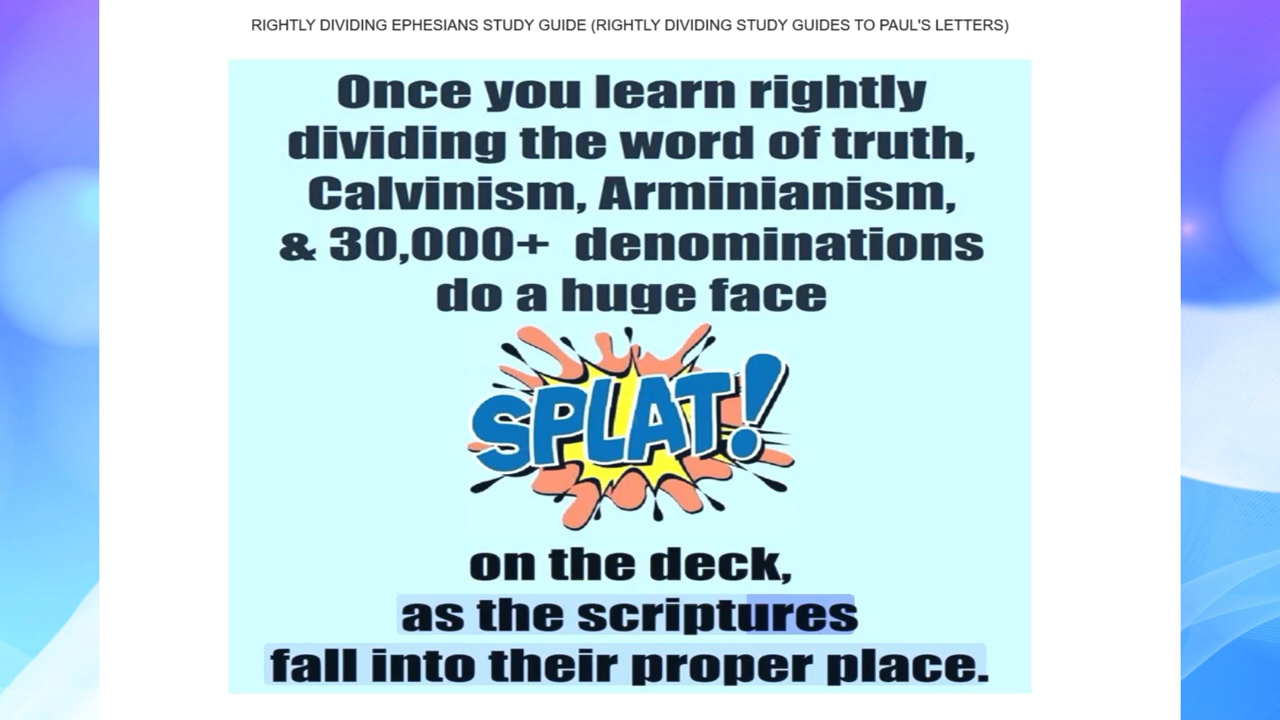 RIGHTLY DIVIDING EPHESIANS STUDY GUIDE (RIGHTLY DIVIDING STUDY GUIDES TO PAUL'S LETTERS)
Once you learn rightly
dividing the word of truth,
Calvinism, Arminianism,
& 30,000+ denominations
do a huge face
SPLAT!
on the deck,
as the scriptures
fall into their proper place.